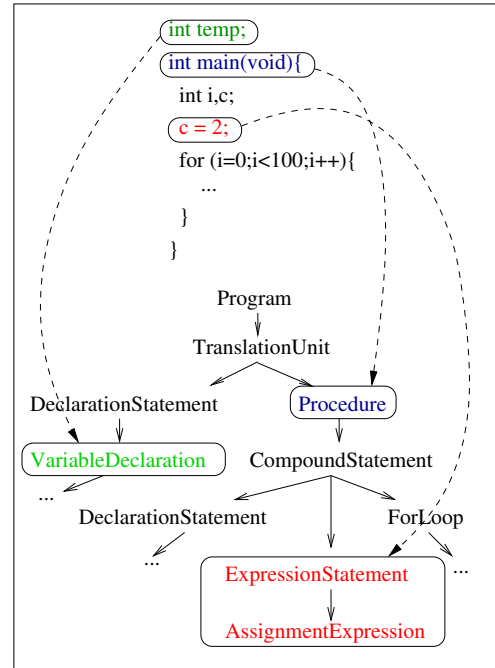 int temp;
int main(void){
int i,c;
c = 2;
for (i=0;i<100;i++){
...
}
}
Program
TranslationUnit
DeclarationStatement
Procedure
VariableDeclaration
CompoundStatement
...
DeclarationStatement
ForLoop
...
...
ExpressionStatement
AssignmentExpression